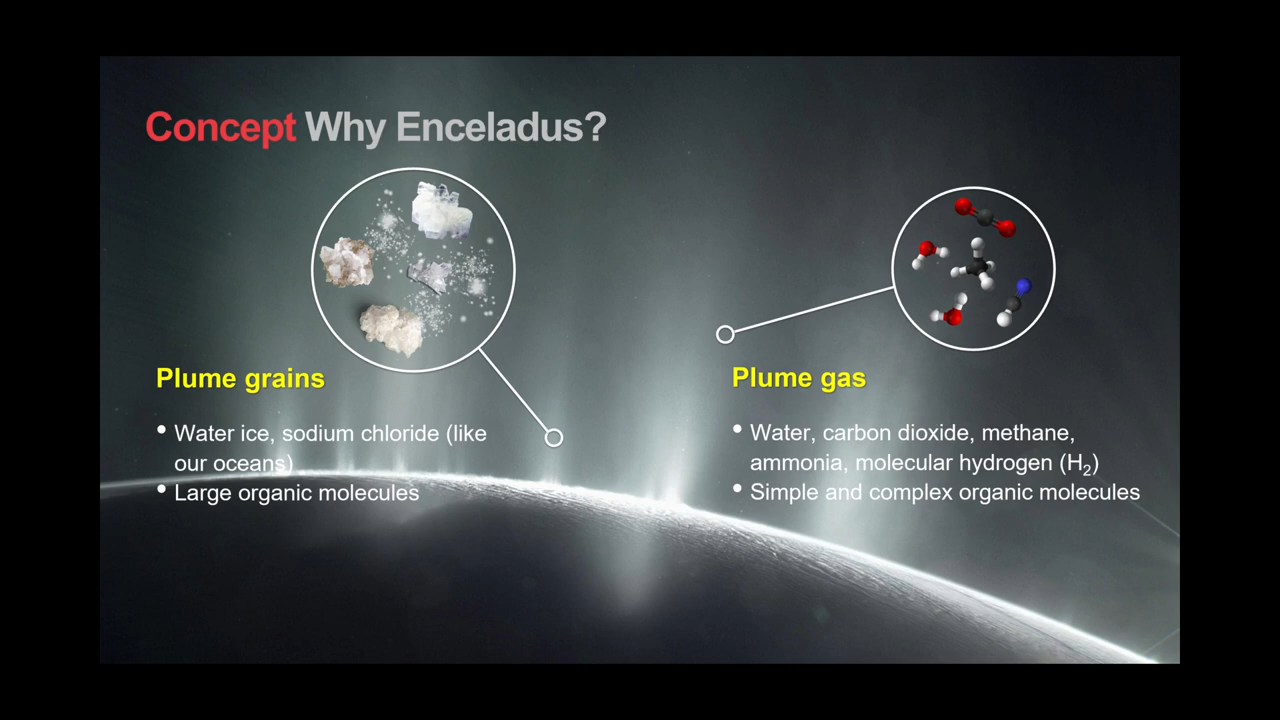 Concept Why Enceladus?
Plume grains
• Water ice, sodium chloride (like
our oceans)
• Large organic molecules
Plume gas
• Water, carbon dioxide, methane,
ammonia, molecular hydrogen (H₂)
• Simple and complex organic molecules